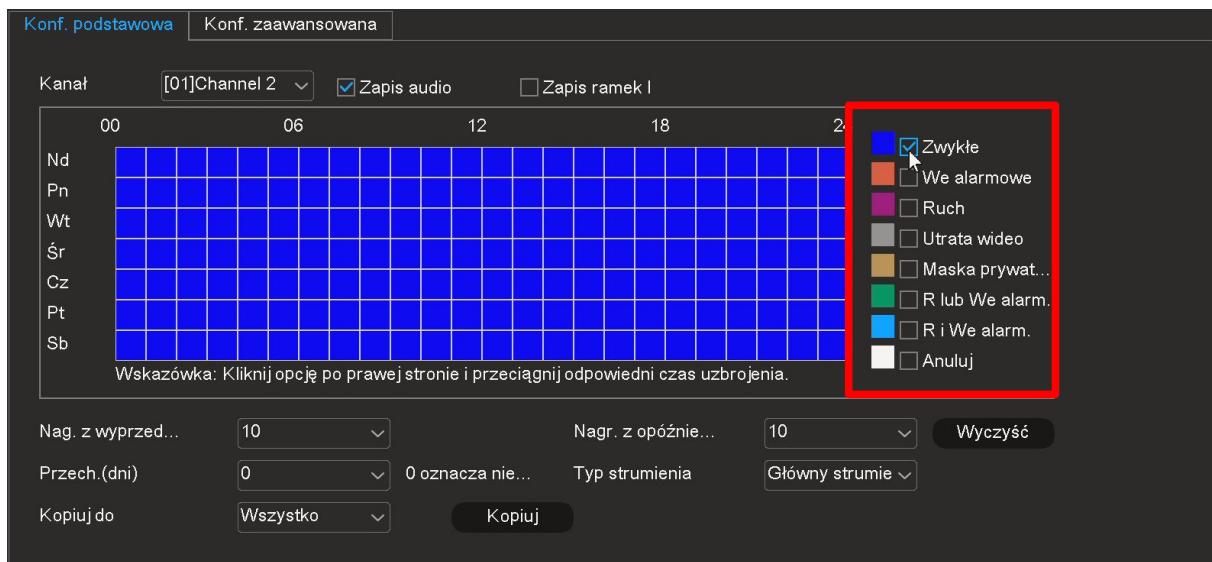 Konf. podstawowa Konf. zaawansowana
Kanał [01]Channel 2 Zapis audio Zapis ramek I
00 06 12 18 24
Nd Zwykłe
Pn We alarmowe
Wt Ruch
Śr Utrata wideo
Cz Maska prywat...
Pt R lub We alarm.
Sb R i We alarm.
Anuluj
Wskazówka: Kliknij opcję po prawej stronie i przeciągnij odpowiedni czas uzbrojenia.
Nag. z wyprzed... 10 Nagr. z opóźnie... 10 Wyczyść
Przech.(dni) 0 0 oznacza nie... Typ strumienia Główny strumie
Kopiuj do Wszystko Kopiuj